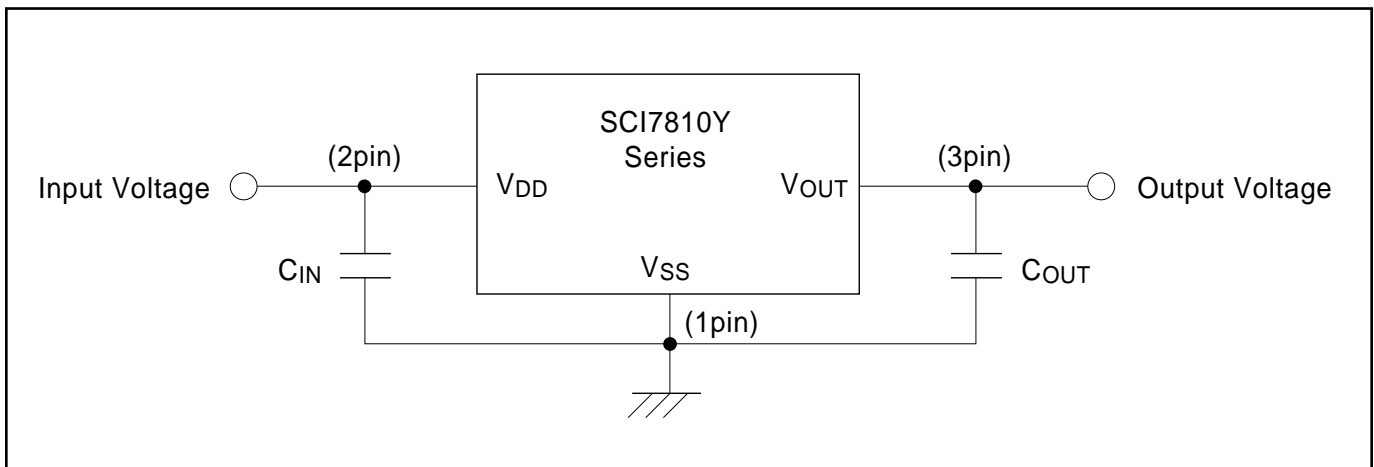 SCI7810Y
Series
(2pin)
(3pin)
Input Voltage
VDD
VOUT
Output Voltage
CIN
VSS
COUT
(1pin)